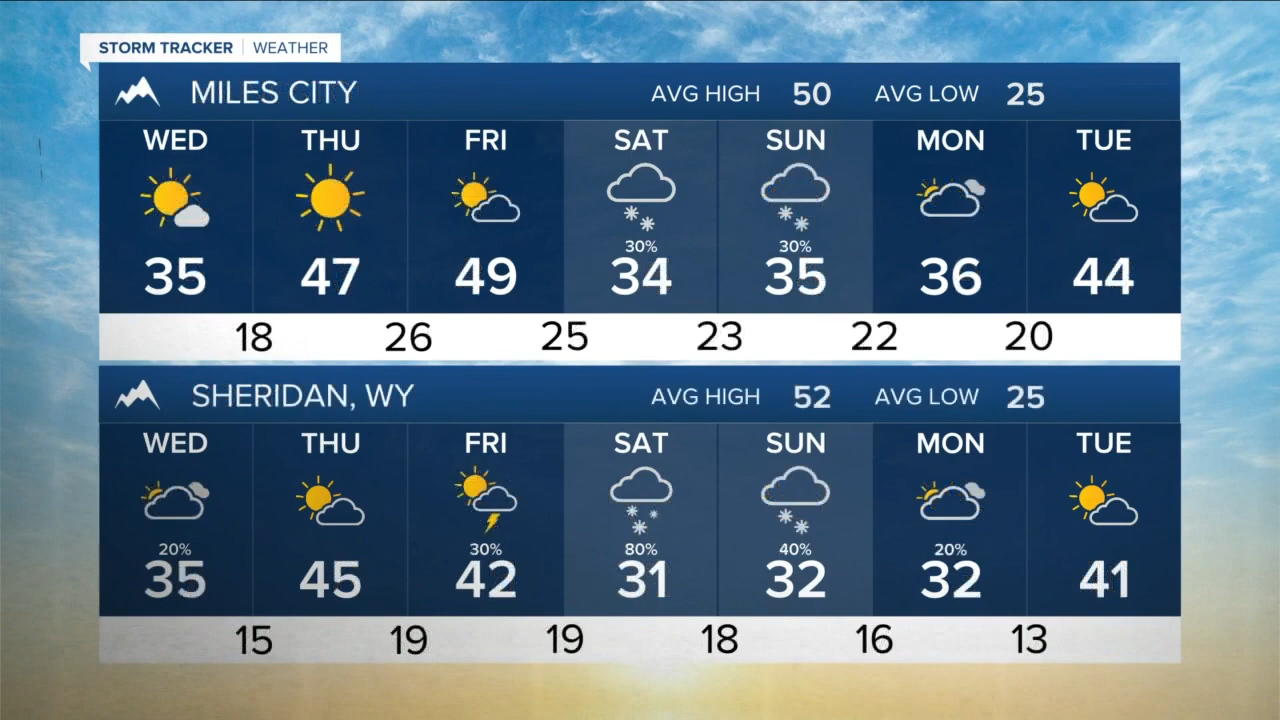 STORM TRACKER | WEATHER
MILES CITY AVG HIGH 50 AVG LOW 25
WED THU FRI SAT SUN MON TUE
30% 30%
35 47 49 34 35 36 44
18 26 25 23 22 20
SHERIDAN, WY AVG HIGH 52 AVG LOW 25
WED THU FRI SAT SUN MON TUE
20% 30% 80% 40% 20%
35 45 42 31 32 32 41
15 19 19 18 16 13